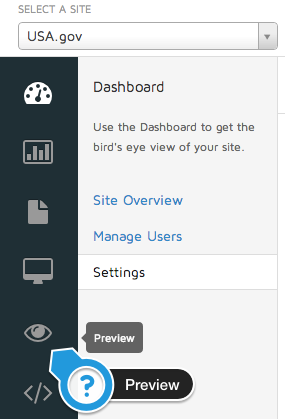 SELECT A SITE
USA.gov
Dashboard
Use the Dashboard to get the
bird's eye view of your site.
Site Overview
Manage Users
Settings
Preview
? Preview